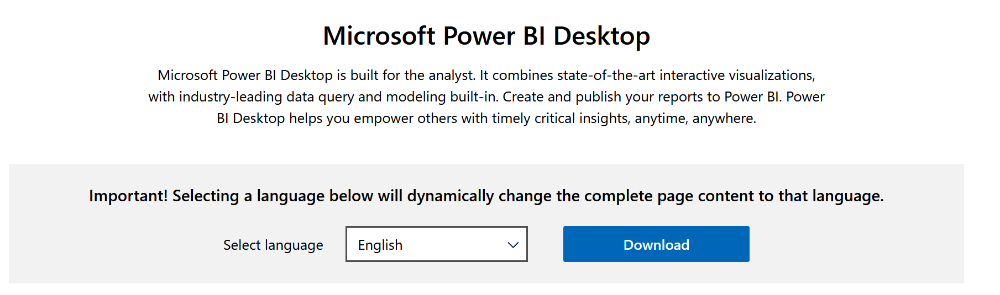 Microsoft Power BI Desktop
Microsoft Power BI Desktop is built for the analyst. It combines state-of-the-art interactive visualizations,
with industry-leading data query and modeling built-in. Create and publish your reports to Power BI. Power
BI Desktop helps you empower others with timely critical insights, anytime, anywhere.
Important! Selecting a language below will dynamically change the complete page content to that language.
Select language
English
Download